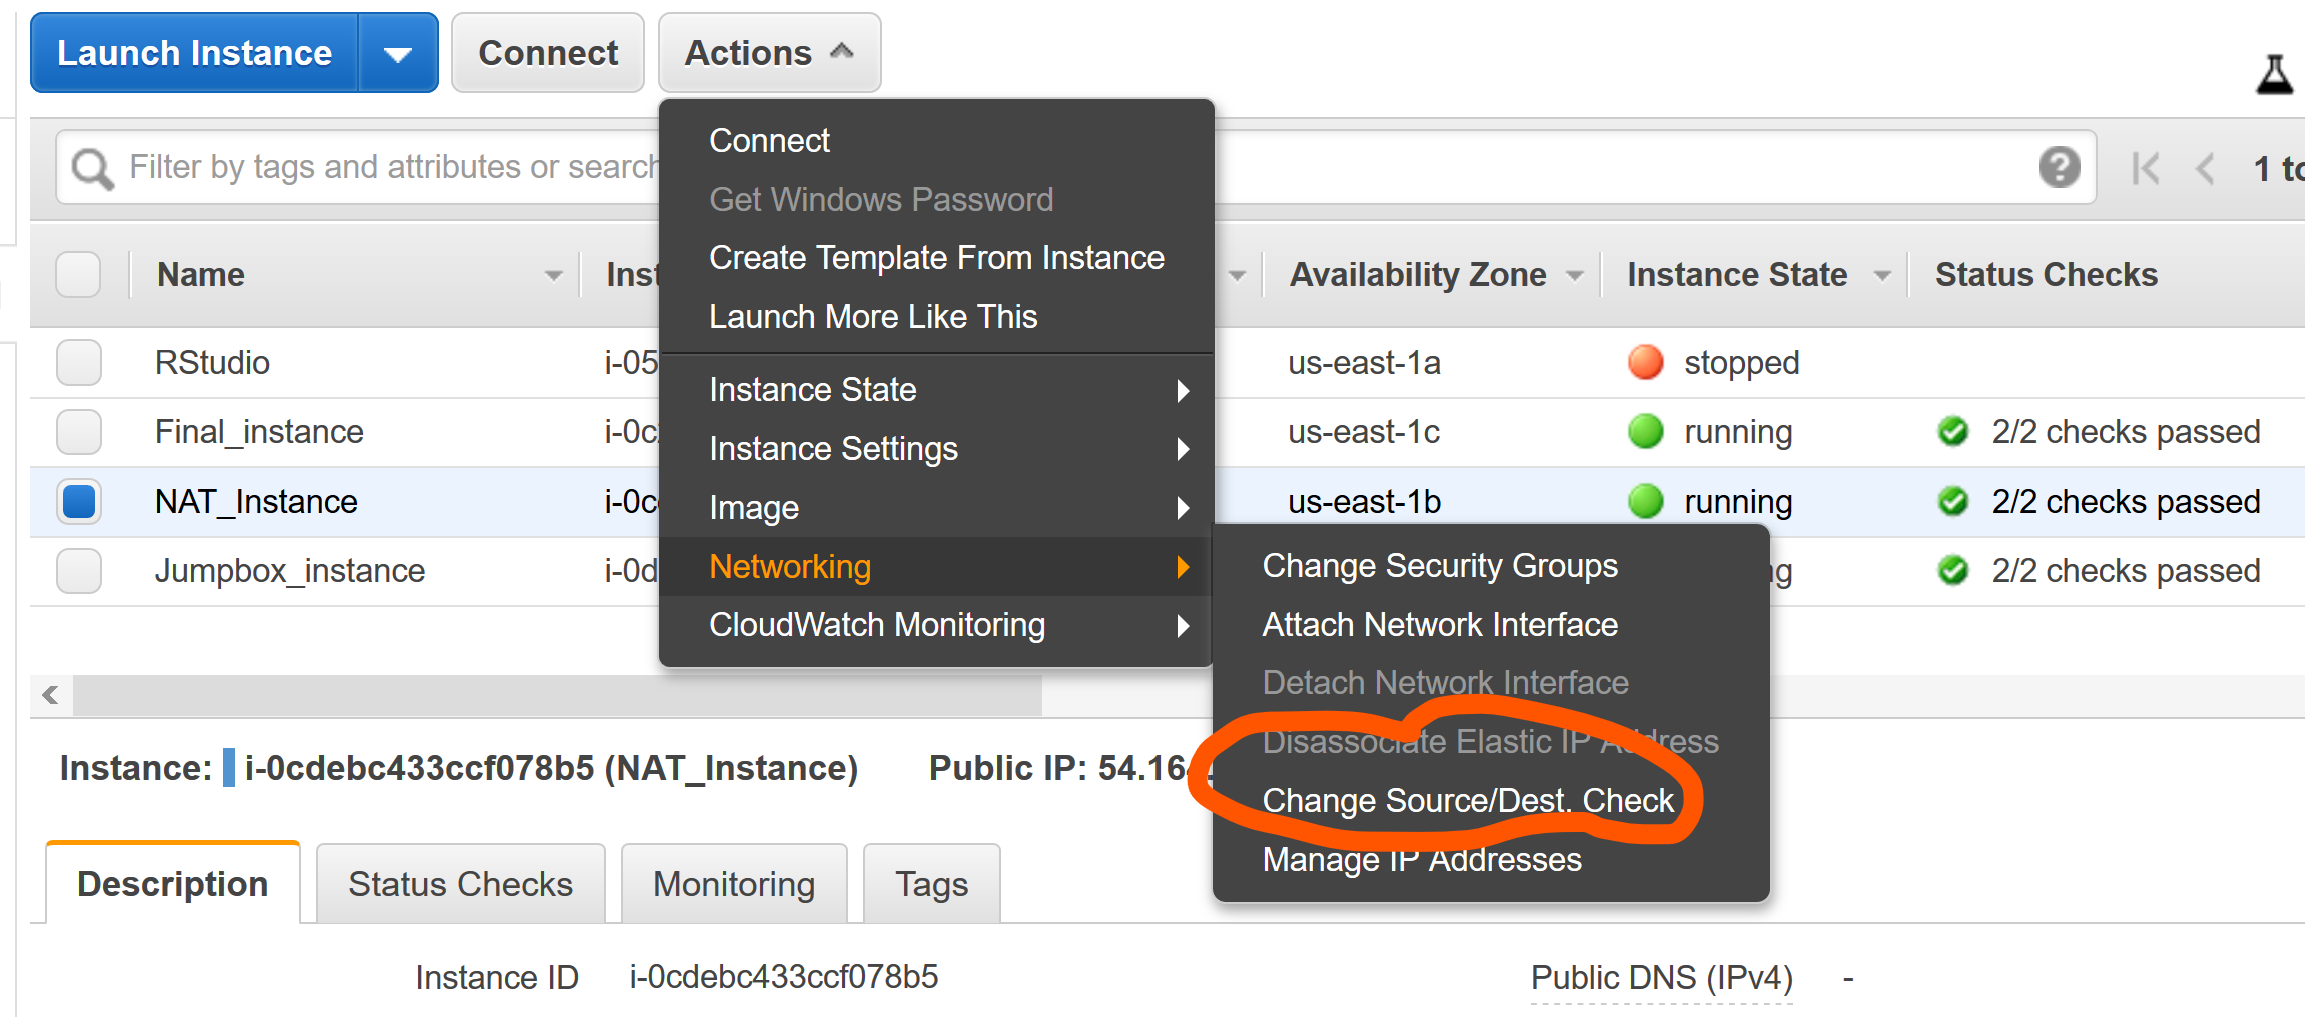 Launch Instance
Connect
Actions
Filter by tags and attributes or search
1 to
Connect
Get Windows Password
Create Template From Instance
Launch More Like This
Instance State
Instance Settings
Image
Networking
CloudWatch Monitoring
Change Security Groups
Attach Network Interface
Detach Network Interface
Disassociate Elastic IP Address
Change Source/Dest. Check
Manage IP Addresses
Name Inst Availability Zone Instance State Status Checks
RStudio i-05 us-east-1a stopped
Final_instance i-0c us-east-1c running 2/2 checks passed
NAT_Instance i-0c us-east-1b running 2/2 checks passed
Jumpbox_instance i-0d 2/2 checks passed
Instance: i-0cdebc433ccf078b5 (NAT_Instance) Public IP: 54.16
Description Status Checks Monitoring Tags
Instance ID i-0cdebc433ccf078b5 Public DNS (IPv4) -